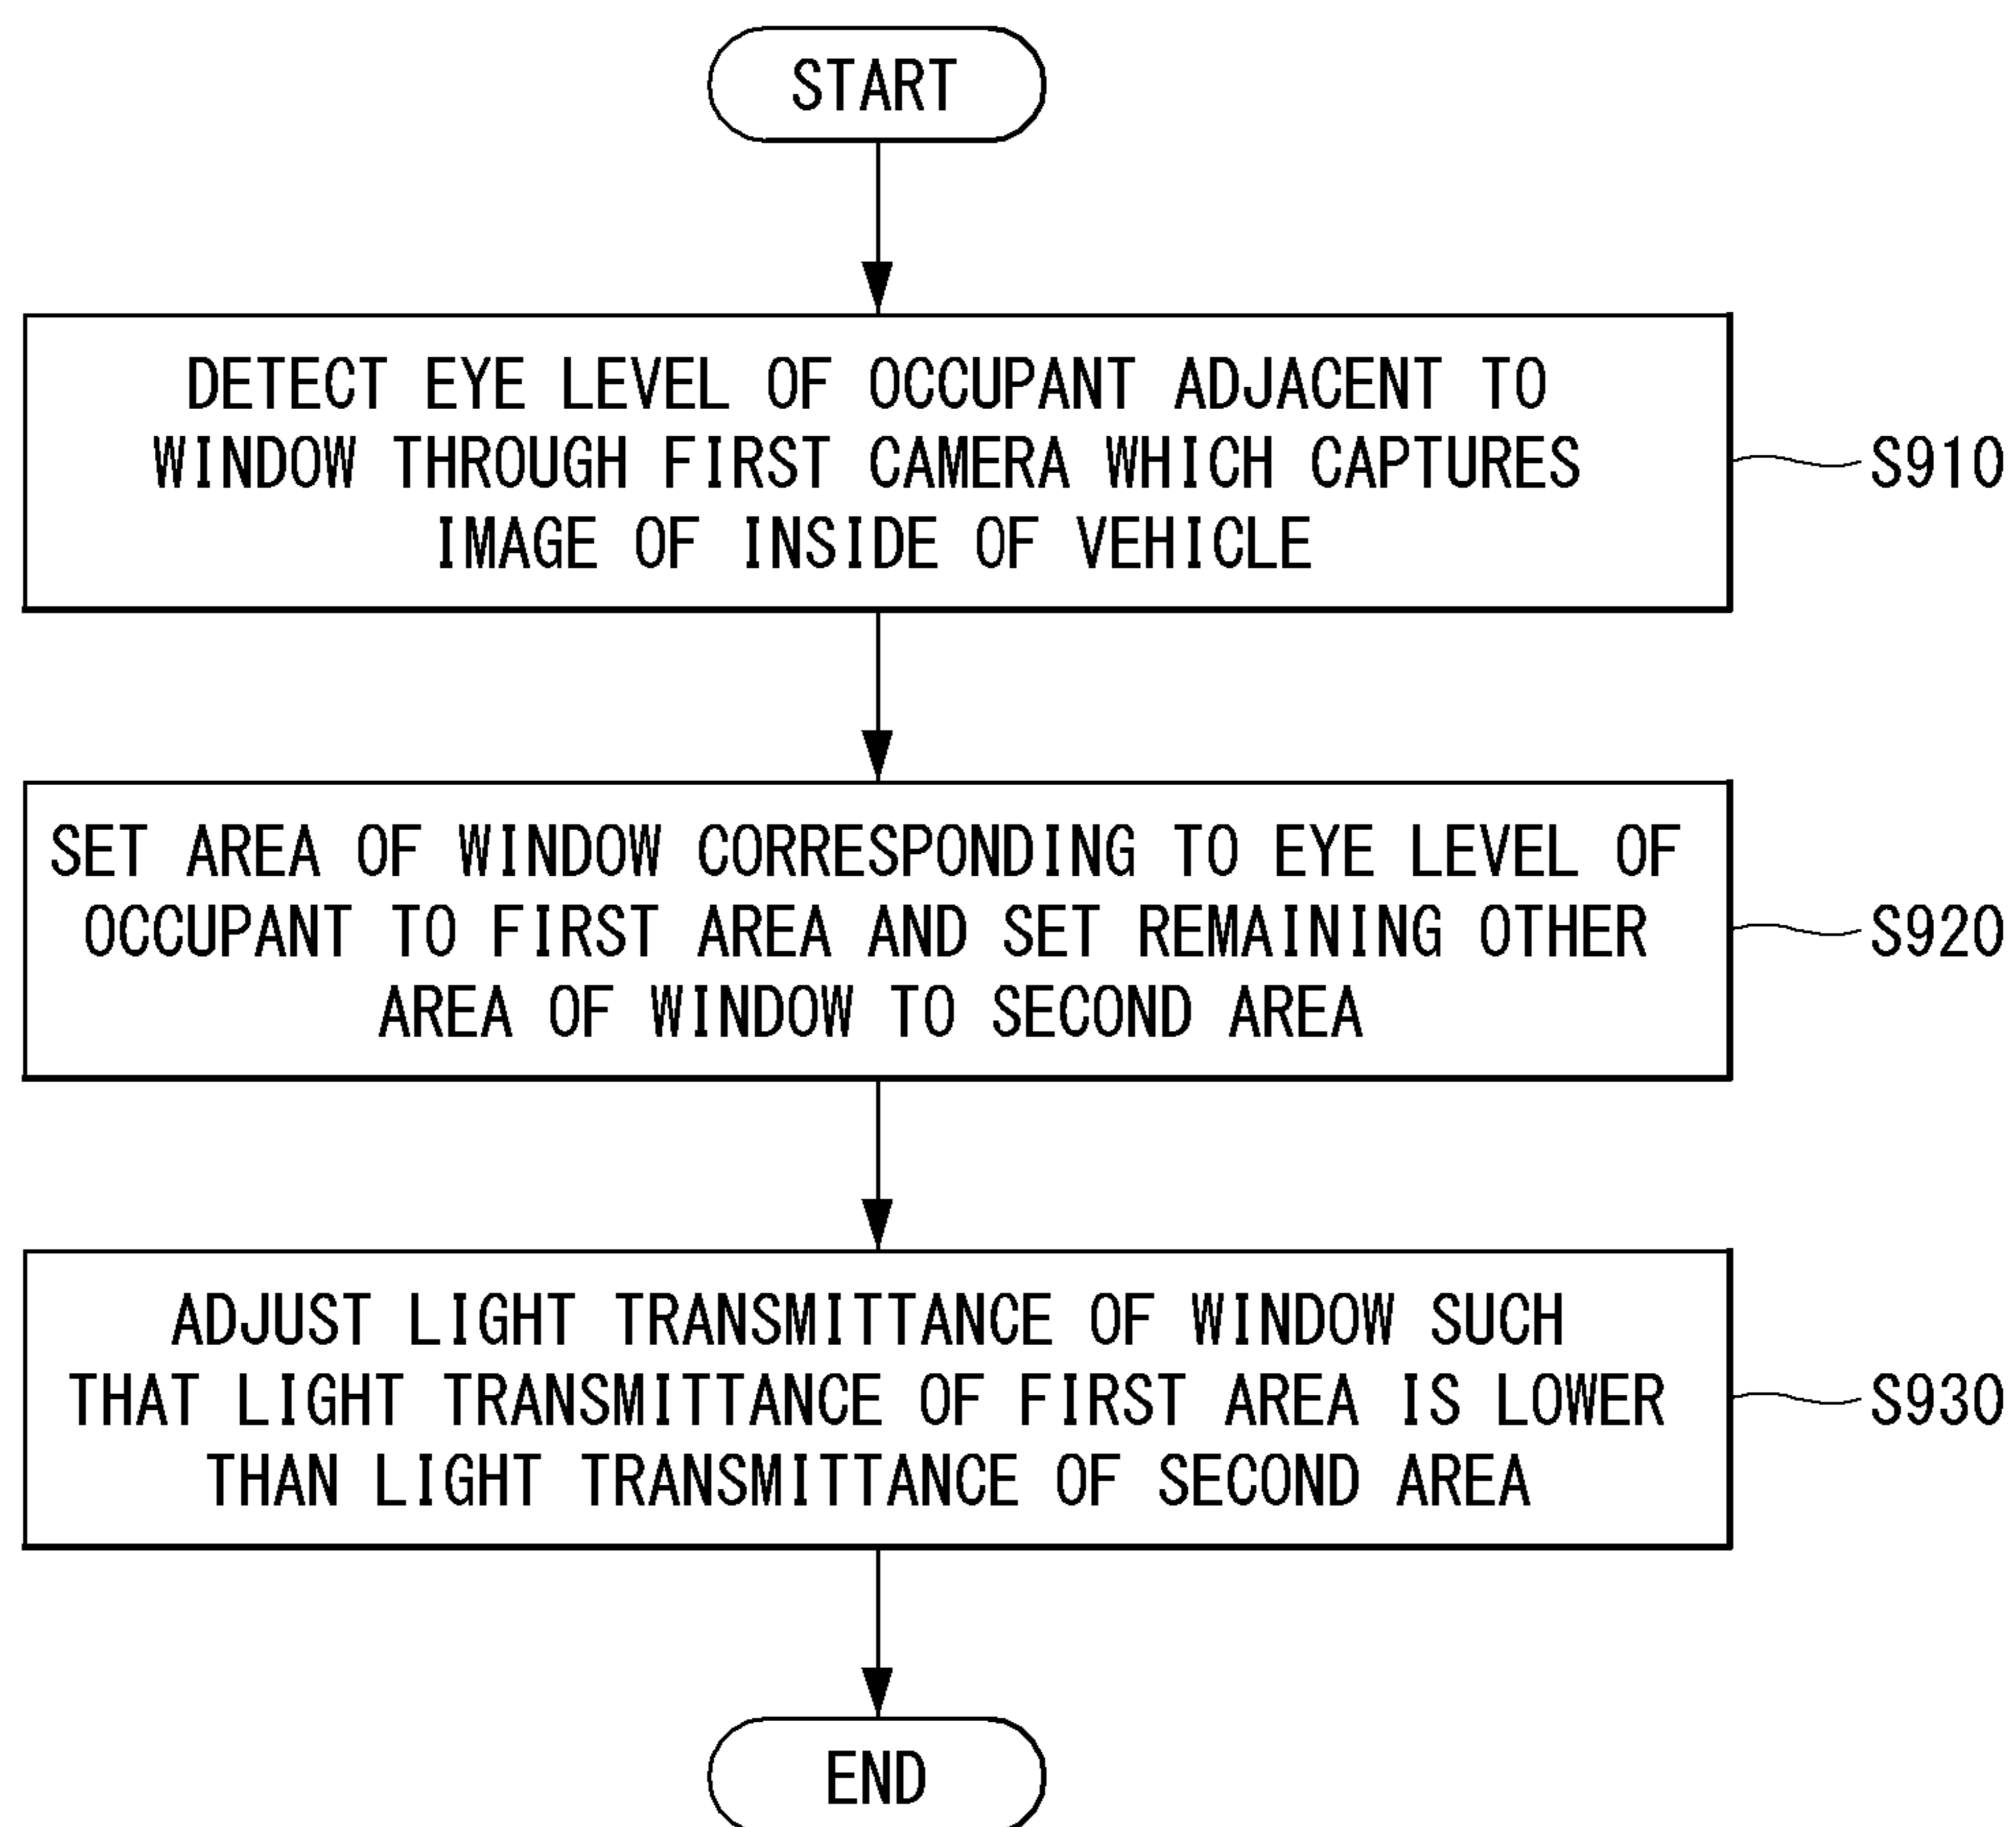 START
DETECT EYE LEVEL OF OCCUPANT ADJACENT TO
WINDOW THROUGH FIRST CAMERA WHICH CAPTURES
IMAGE OF INSIDE OF VEHICLE
S910
SET AREA OF WINDOW CORRESPONDING TO EYE LEVEL OF
OCCUPANT TO FIRST AREA AND SET REMAINING OTHER
AREA OF WINDOW TO SECOND AREA
S920
ADJUST LIGHT TRANSMITTANCE OF WINDOW SUCH
THAT LIGHT TRANSMITTANCE OF FIRST AREA IS LOWER
THAN LIGHT TRANSMITTANCE OF SECOND AREA
S930
END